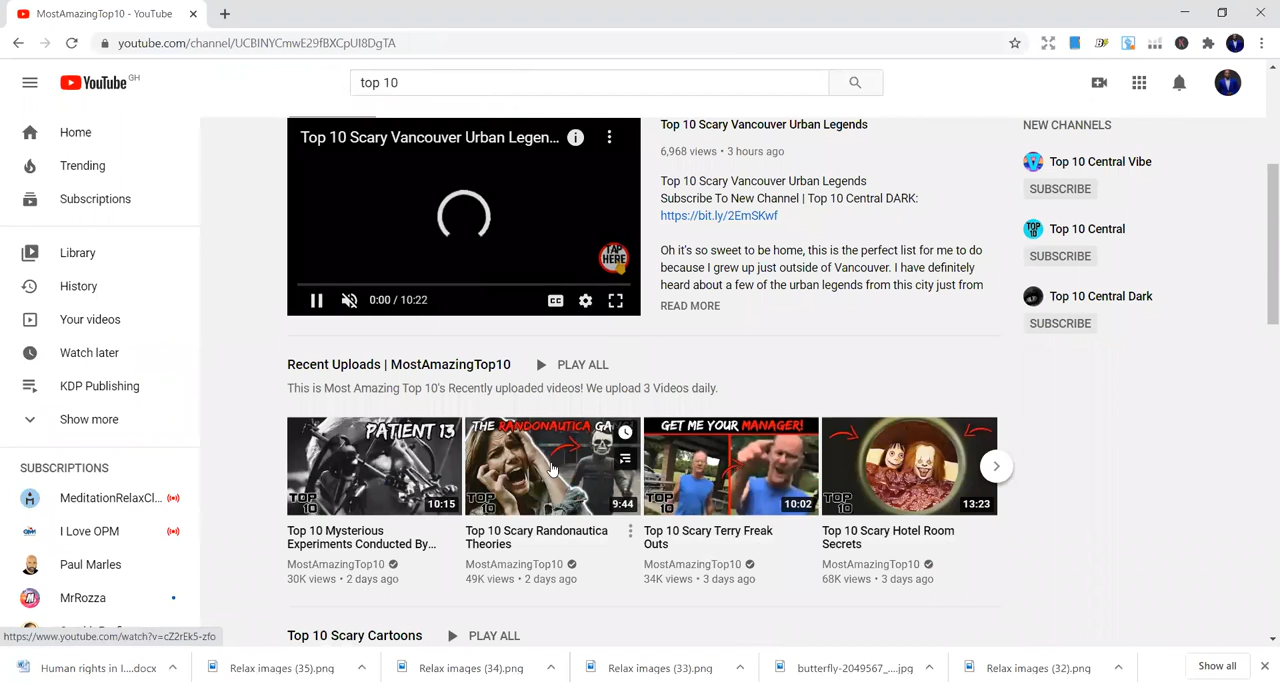 MostAmazingTop10 - YouTube
youtube.com/channel/UCBINYCmwE29fBXCpUI8DgTA
YouTube GH
top 10
Home
Trending
Subscriptions
Library
History
Your videos
Watch later
KDP Publishing
Show more
SUBSCRIPTIONS
MeditationRelaxCl...
I Love OPM
Paul Marles
MrRozza
https://www.youtube.com/watch?v=cZ2rEk5-zfo
Top 10 Scary Vancouver Urban Legen...
TAP
HERE
0:00 / 10:22
CC
Top 10 Scary Vancouver Urban Legends
6,968 views • 3 hours ago
Top 10 Scary Vancouver Urban Legends
Subscribe To New Channel | Top 10 Central DARK:
https://bit.ly/2EmSKwf
Oh it's so sweet to be home, this is the perfect list for me to do
because I grew up just outside of Vancouver. I have definitely
heard about a few of the urban legends from this city just from
READ MORE
NEW CHANNELS
Top 10 Central Vibe
SUBSCRIBE
TOP
10
Top 10 Central
SUBSCRIBE
Top 10 Central Dark
SUBSCRIBE
Recent Uploads | MostAmazingTop10
PLAY ALL
This is Most Amazing Top 10's Recently uploaded videos! We upload 3 Videos daily.
PATIENT 13
TOP
10
10:15
Top 10 Mysterious
Experiments Conducted By...
MostAmazingTop10
30K views • 2 days ago
THE RANDONAUTICA GA
TOP
10
9:44
Top 10 Scary Randonautica
Theories
MostAmazingTop10
49K views • 2 days ago
GET ME YOUR MANAGER!
TOP
10
10:02
Top 10 Scary Terry Freak
Outs
MostAmazingTop10
34K views • 3 days ago
TOP
10
13:23
Top 10 Scary Hotel Room
Secrets
MostAmazingTop10
68K views • 3 days ago
Top 10 Scary Cartoons
PLAY ALL
Human rights in I....docx
Relax images (35).png
Relax images (34).png
Relax images (33).png
butterfly-2049567_....jpg
Relax images (32).png
Show all